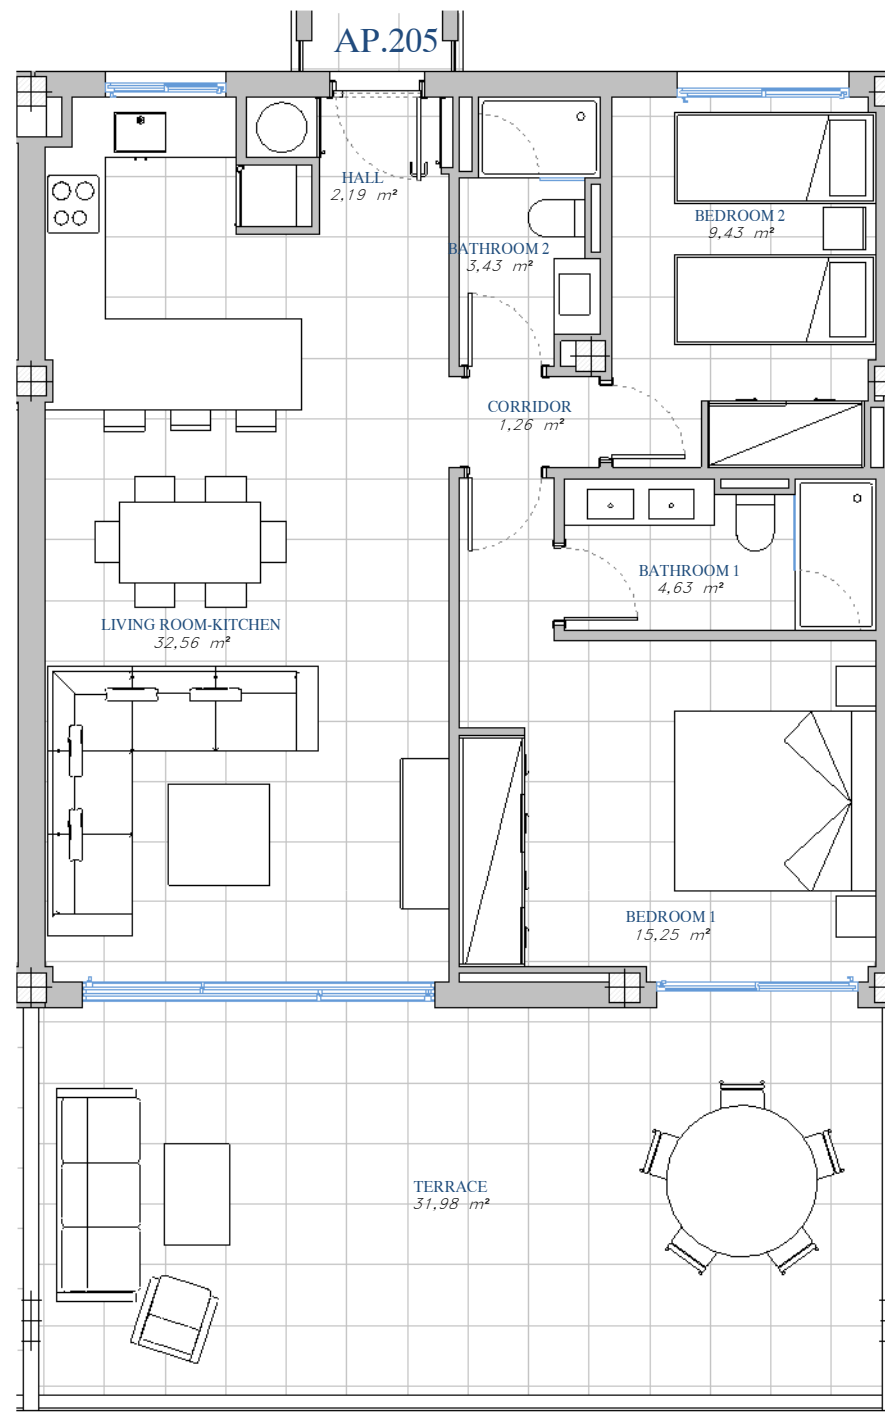 AP.205
HALL
2,19 m²
BEDROOM 2
9,43 m²
BATHROOM 2
3,43 m²
CORRIDOR
1,26 m²
BATHROOM 1
4,63 m²
LIVING ROOM-KITCHEN
32,56 m²
BEDROOM 1
15,25 m²
TERRACE
31,98 m²